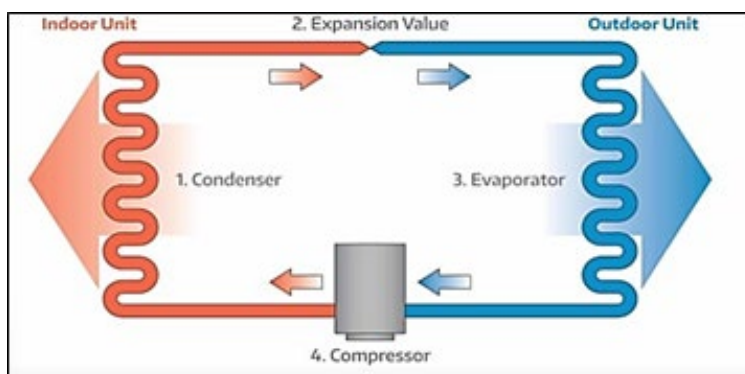 Indoor Unit
2. Expansion Value
Outdoor Unit
1. Condenser
3. Evaporator
4. Compressor